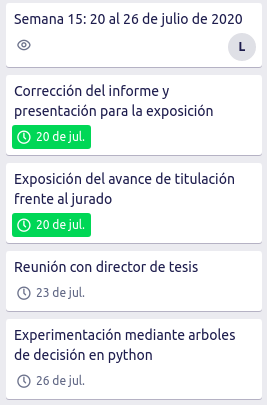 Semana 15: 20 al 26 de julio de 2020
L
Corrección del informe y
presentación para la exposición
20 de jul.
Exposición del avance de titulación
frente al jurado
20 de jul.
Reunión con director de tesis
23 de jul.
Experimentación mediante arboles
de decisión en python
26 de jul.